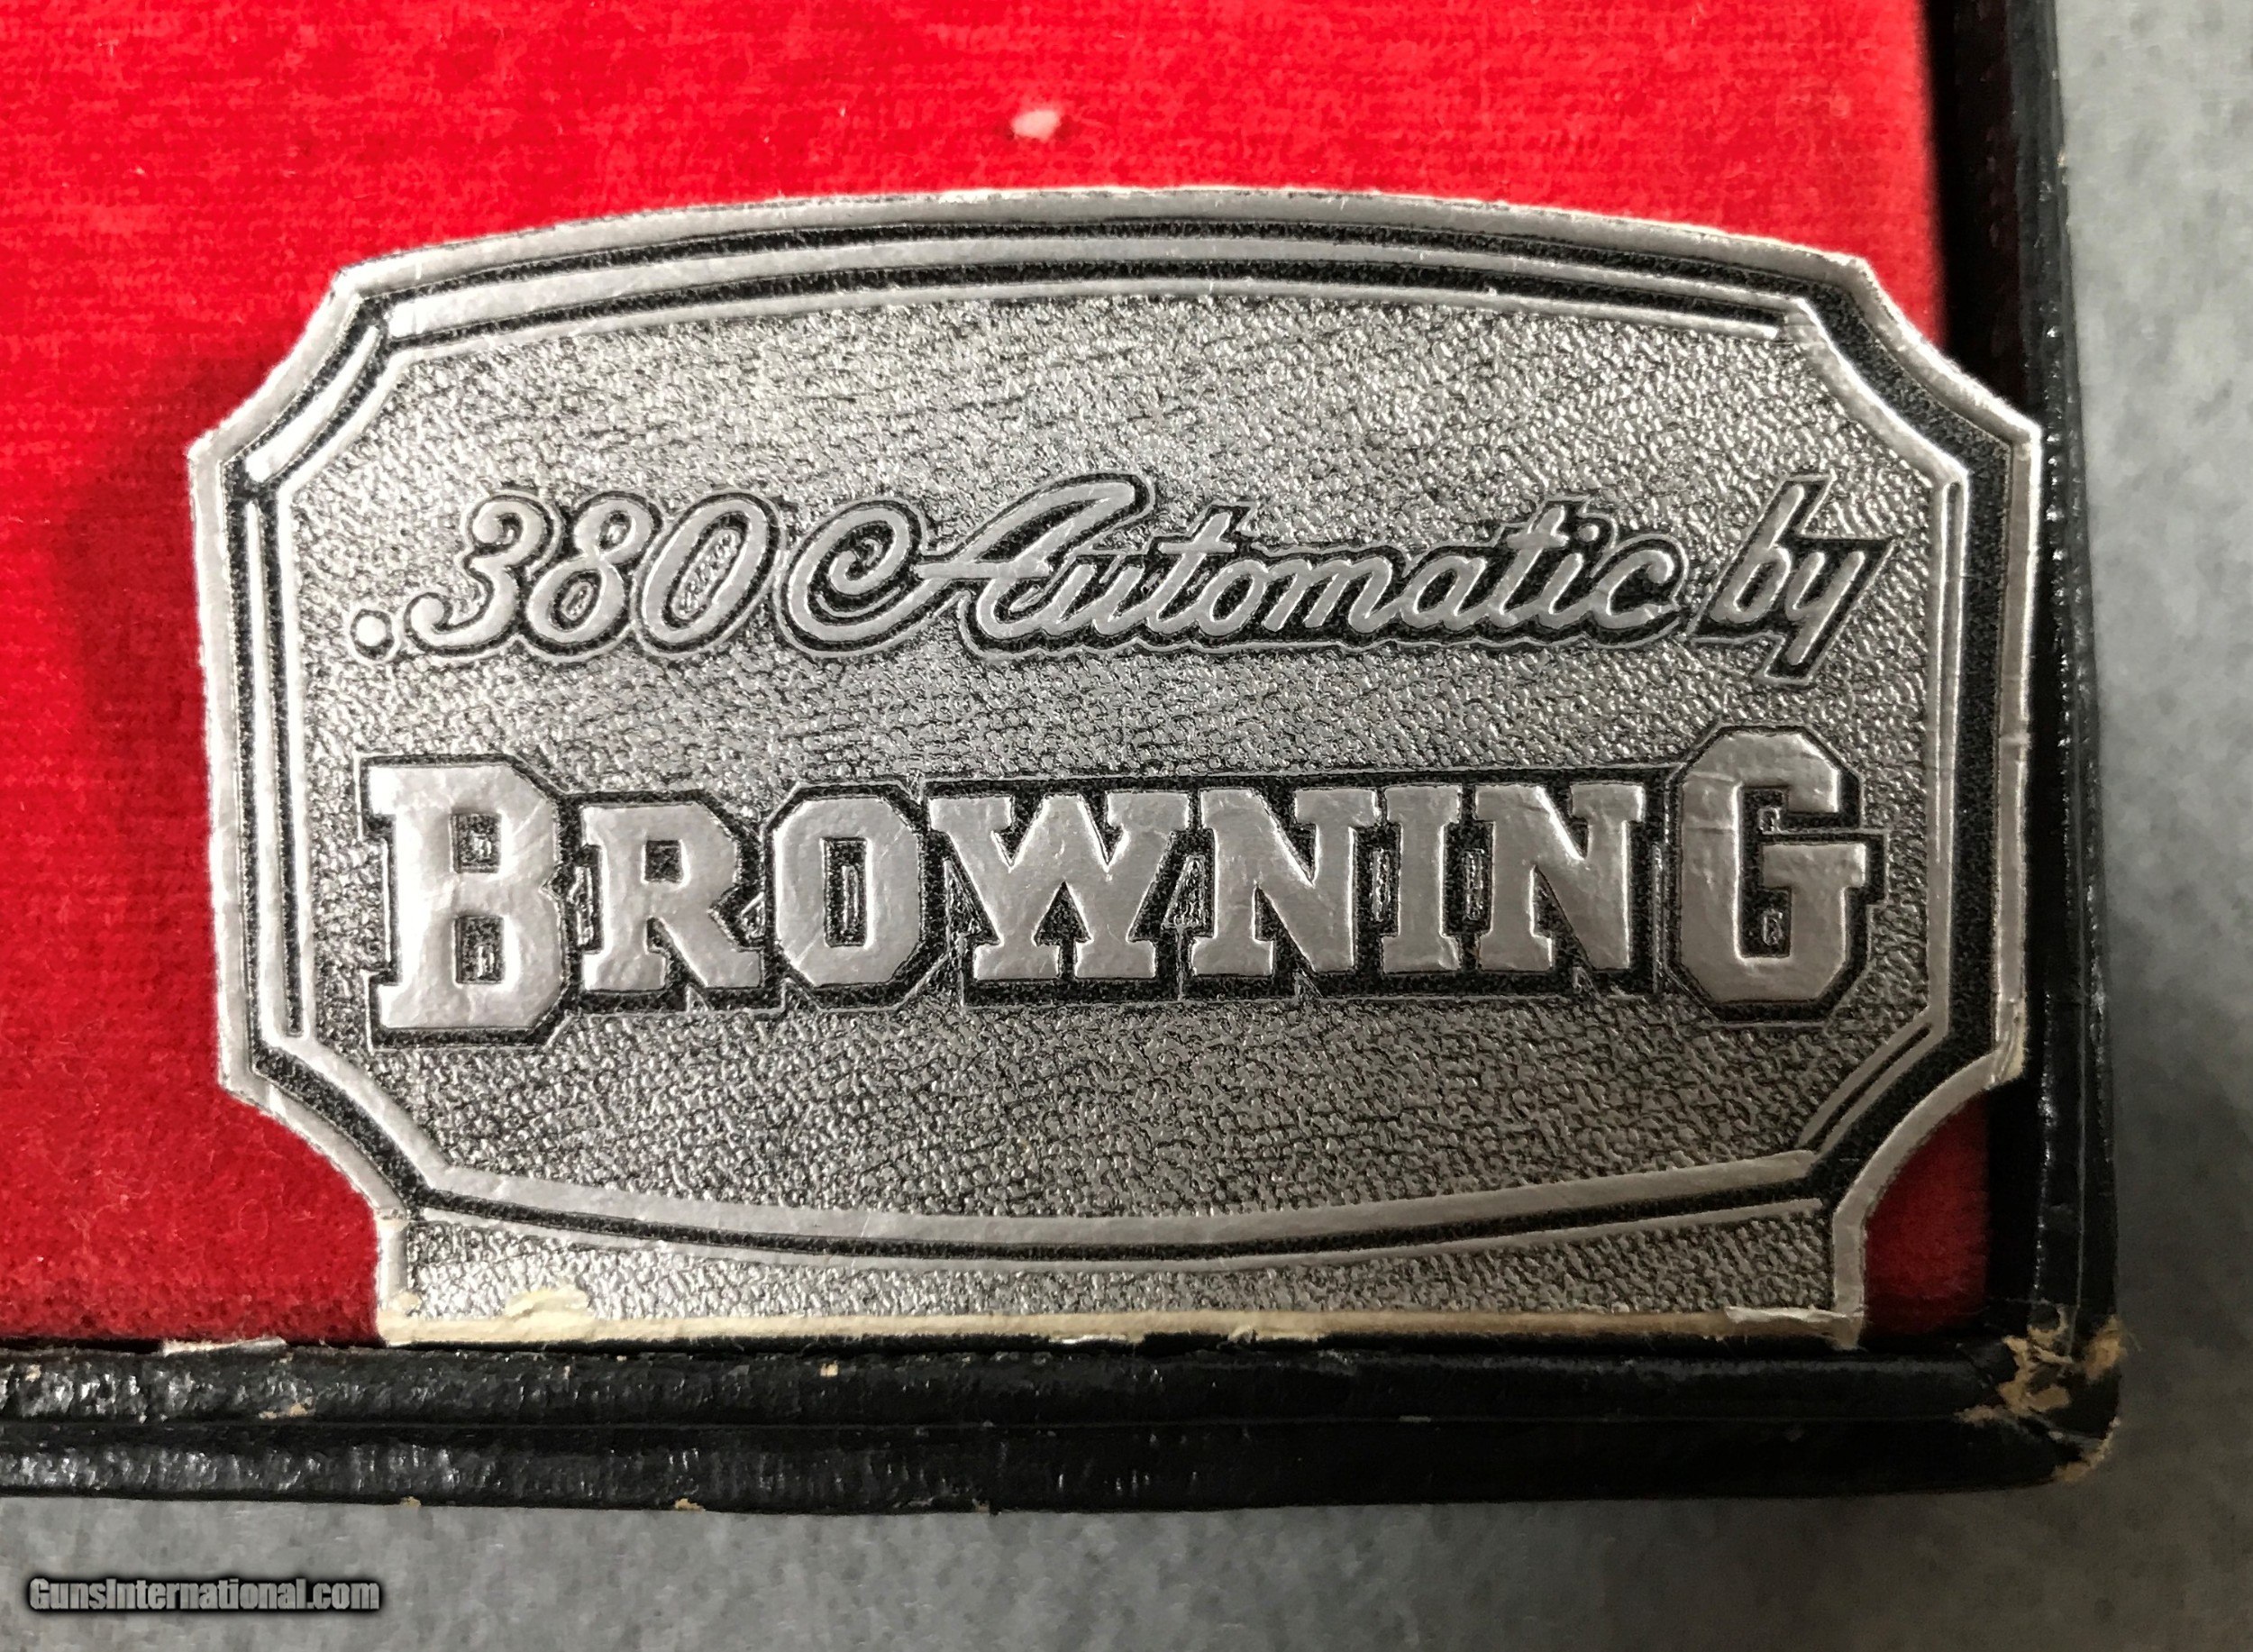 .380 Automatic by
BROWNING
GunsInternational.com